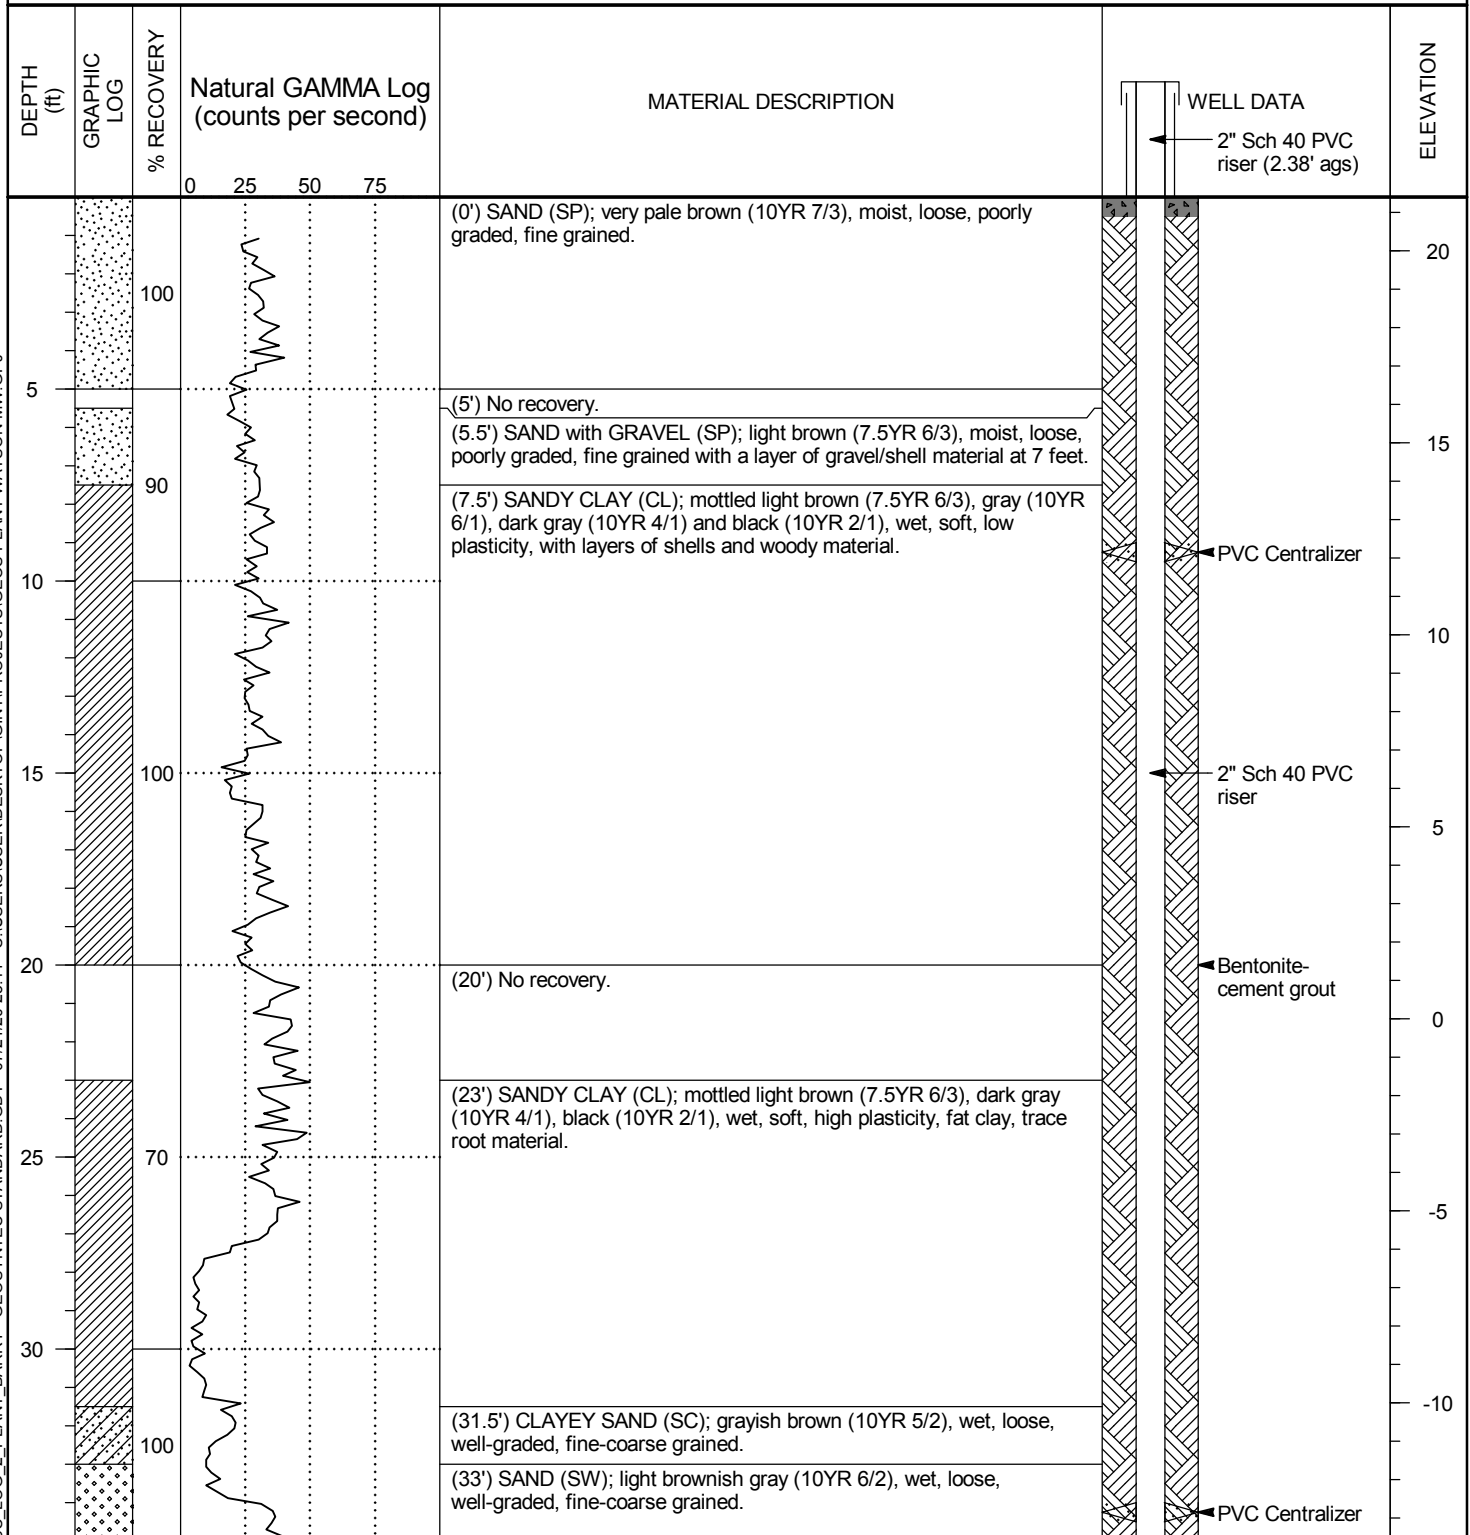 DEPTH
(ft)
GRAPHIC
LOG
% RECOVERY
Natural GAMMA Log
(counts per second)
0 25 50 75
MATERIAL DESCRIPTION
WELL DATA
2" Sch 40 PVC
riser (2.38' ags)
ELEVATION
(0') SAND (SP); very pale brown (10YR 7/3), moist, loose, poorly
graded, fine grained.
20
100
5
(5') No recovery.
(5.5') SAND with GRAVEL (SP); light brown (7.5YR 6/3), moist, loose,
poorly graded, fine grained with a layer of gravel/shell material at 7 feet.
15
90
(7.5') SANDY CLAY (CL); mottled light brown (7.5YR 6/3), gray (10YR
6/1), dark gray (10YR 4/1) and black (10YR 2/1), wet, soft, low
plasticity, with layers of shells and woody material.
PVC Centralizer
10
10
15
100
2" Sch 40 PVC
riser
5
20
(20') No recovery.
Bentonite-
cement grout
0
(23') SANDY CLAY (CL); mottled light brown (7.5YR 6/3), dark gray
(10YR 4/1), black (10YR 2/1), wet, soft, high plasticity, fat clay, trace
root material.
25
70
-5
30
-10
(31.5') CLAYEY SAND (SC); grayish brown (10YR 5/2), wet, loose,
well-graded, fine-coarse grained.
100
(33') SAND (SW); light brownish gray (10YR 6/2), wet, loose,
well-graded, fine-coarse grained.
PVC Centralizer